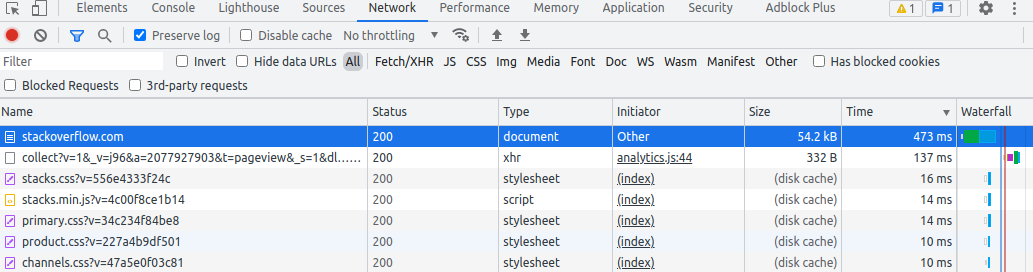 Elements Console Lighthouse Sources Network Performance Memory Application Security Adblock Plus 1 1
Preserve log Disable cache No throttling
Filter Invert Hide data URLs All Fetch/XHR JS CSS Img Media Font Doc WS Wasm Manifest Other Has blocked cookies
Blocked Requests 3rd-party requests
Name Status Type Initiator Size Time Waterfall
stackoverflow.com 200 document Other 54.2 kB 473 ms
collect?v=1&_v=j96&a=2077927903&t=pageview&_s=1&dl…... 200 xhr analytics.js:44 332 B 137 ms
stacks.css?v=556e4333f24c 200 stylesheet (index) (disk cache) 16 ms
stacks.min.js?v=4c00f8ce1b14 200 script (index) (disk cache) 14 ms
primary.css?v=34c234f84be8 200 stylesheet (index) (disk cache) 14 ms
product.css?v=227a4b9df501 200 stylesheet (index) (disk cache) 10 ms
channels.css?v=47a5e0f03c81 200 stylesheet (index) (disk cache) 10 ms